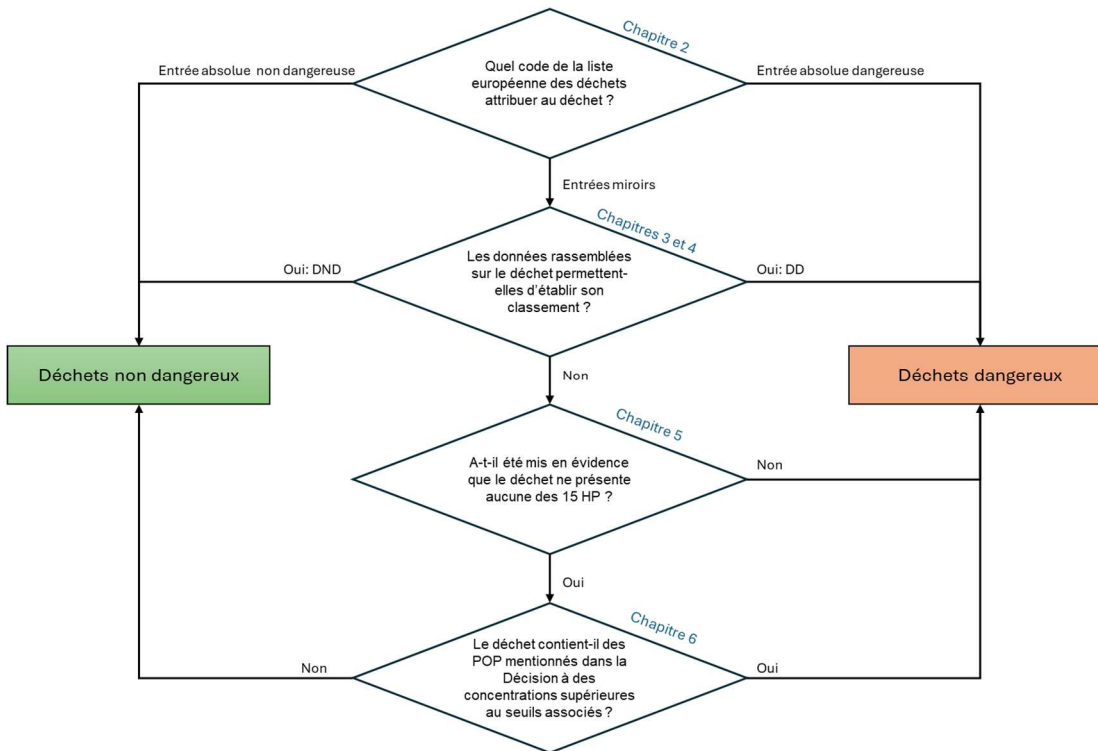 Chapitre 2
Quel code de la liste
européenne des déchets
attribuer au déchet ?
Entrée absolue non dangereuse
Entrée absolue dangereuse
Entrées miroirs
Chapitres 3 et 4
Les données rassemblées
sur le déchet permettent-
elles d'établir son
classement ?
Oui: DND
Oui: DD
Déchets non dangereux
Déchets dangereux
Non
Chapitre 5
A-t-il été mis en évidence
que le déchet ne présente
aucune des 15 HP ?
Non
Oui
Chapitre 6
Le déchet contient-il des
POP mentionnés dans la
Décision à des
concentrations supérieures
au seuils associés ?
Non
Oui